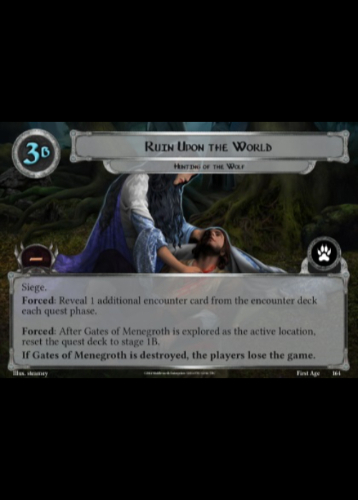 3B
Ruin Upon the World
Hunting of the Wolf
Siege.
Forced: Reveal 1 additional encounter card from the encounter deck
each quest phase.
Forced: After Gates of Menegroth is explored as the active location,
reset the quest deck to stage 1B.
If Gates of Menegroth is destroyed, the players lose the game.
First Age